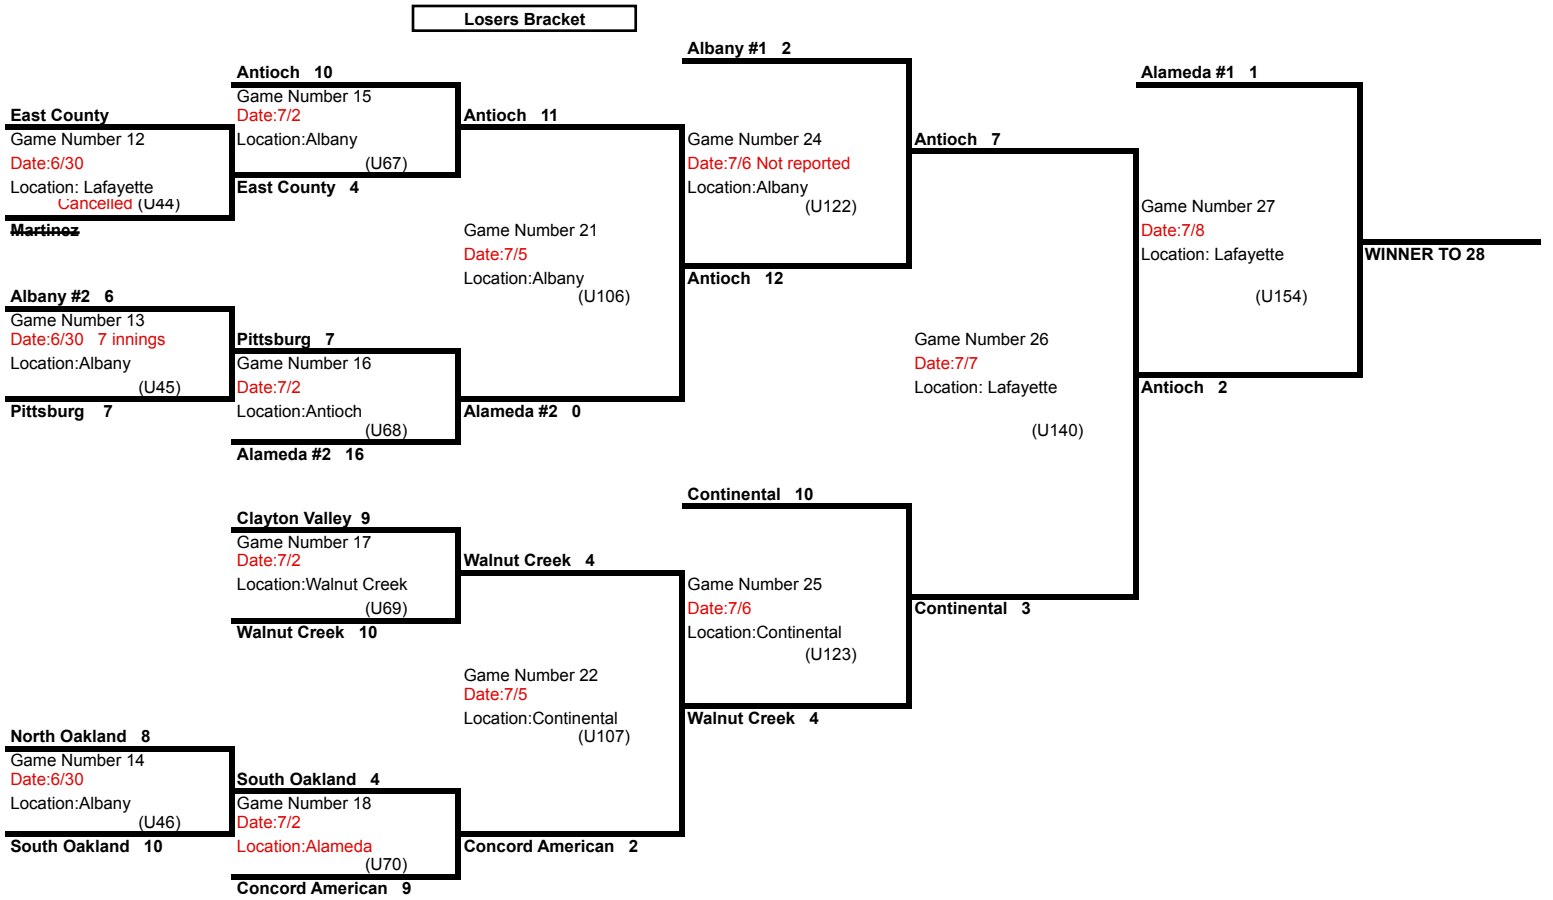 Losers Bracket
East County
Game Number 12
Date:6/30
Location: Lafayette
Cancelled (U44)
Martinez
Albany #2 6
Game Number 13
Date:6/30 7 innings
Location:Albany
(U45)
Pittsburg 7
North Oakland 8
Game Number 14
Date:6/30
Location:Albany
(U46)
South Oakland 10
Antioch 10
Game Number 15
Date:7/2
Location:Albany
(U67)
East County 4
Pittsburg 7
Game Number 16
Date:7/2
Location:Antioch
(U68)
Alameda #2 16
Clayton Valley 9
Game Number 17
Date:7/2
Location:Walnut Creek
(U69)
Walnut Creek 10
South Oakland 4
Game Number 18
Date:7/2
Location:Alameda
(U70)
Concord American 9
Antioch 11
Game Number 21
Date:7/5
Location:Albany
(U106)
Alameda #2 0
Walnut Creek 4
Game Number 22
Date:7/5
Location:Continental
(U107)
Concord American 2
Albany #1 2
Game Number 24
Date:7/6 Not reported
Location:Albany
(U122)
Antioch 12
Continental 10
Game Number 25
Date:7/6
Location:Continental
(U123)
Walnut Creek 4
Antioch 7
Game Number 26
Date:7/7
Location: Lafayette
(U140)
Continental 3
Alameda #1 1
Game Number 27
Date:7/8
Location: Lafayette
(U154)
Antioch 2
WINNER TO 28